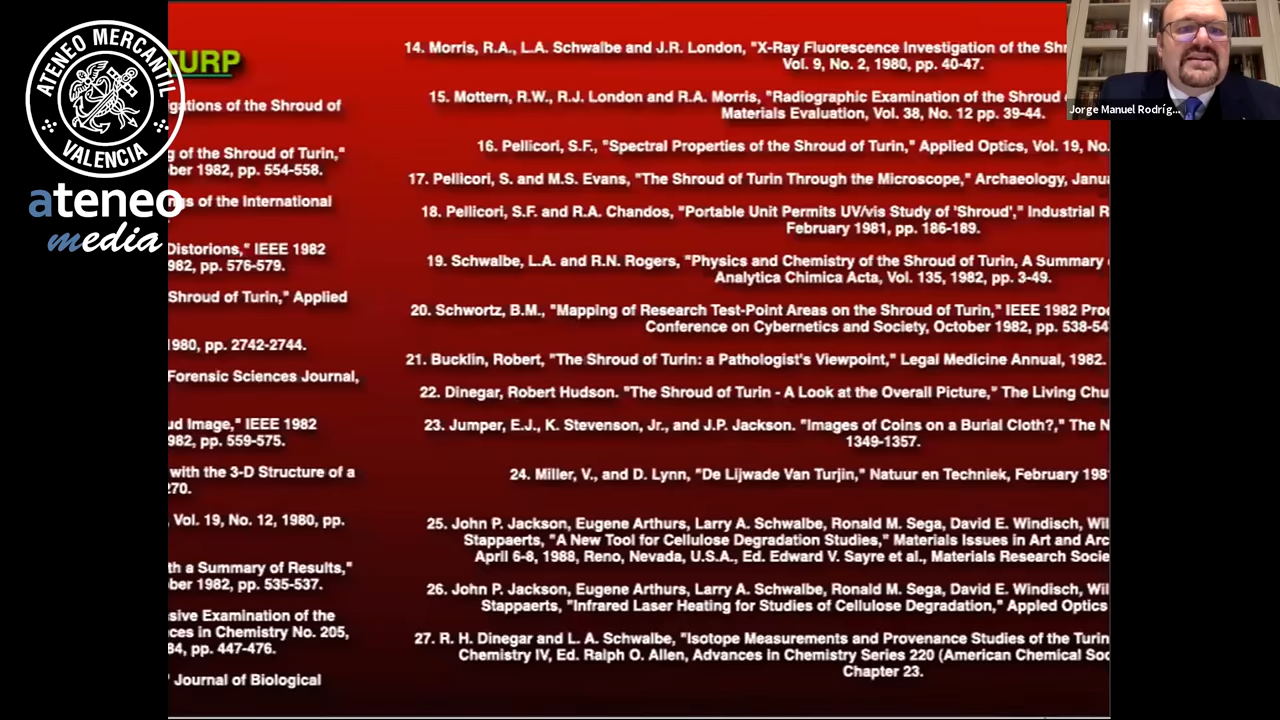 ATENEO MERCANTIL
VALENCIA
ateneo
media
TURP
igations of the Shroud of
g of the Shroud of Turin,"
ber 1982, pp. 554-558.
ngs of the International
Distorions," IEEE 1982
982, pp. 576-579.
Shroud of Turin," Applied
1980, pp. 2742-2744.
Forensic Sciences Journal,
ud Image," IEEE 1982
982, pp. 559-575.
with the 3-D Structure of a
270.
, Vol. 19, No. 12, 1980, pp.
th a Summary of Results,"
ber 1982, pp. 535-537.
sive Examination of the
ces in Chemistry No. 205,
84, pp. 447-476.
" Journal of Biological
14. Morris, R.A., L.A. Schwalbe and J.R. London, "X-Ray Fluorescence Investigation of the Shr
Vol. 9, No. 2, 1980, pp. 40-47.
15. Mottern, R.W., R.J. London and R.A. Morris, "Radiographic Examination of the Shroud
Materials Evaluation, Vol. 38, No. 12 pp. 39-44.
16. Pellicori, S.F., "Spectral Properties of the Shroud of Turin," Applied Optics, Vol. 19, No.
17. Pellicori, S. and M.S. Evans, "The Shroud of Turin Through the Microscope," Archaeology, Janua
18. Pellicori, S.F. and R.A. Chandos, "Portable Unit Permits UV/vis Study of 'Shroud'," Industrial R
February 1981, pp. 186-189.
19. Schwalbe, L.A. and R.N. Rogers, "Physics and Chemistry of the Shroud of Turin, A Summary
Analytica Chimica Acta, Vol. 135, 1982, pp. 3-49.
20. Schwortz, B.M., "Mapping of Research Test-Point Areas on the Shroud of Turin," IEEE 1982 Proc
Conference on Cybernetics and Society, October 1982, pp. 538-54
21. Bucklin, Robert, "The Shroud of Turin: a Pathologist's Viewpoint," Legal Medicine Annual, 1982.
22. Dinegar, Robert Hudson. "The Shroud of Turin - A Look at the Overall Picture," The Living Chu
23. Jumper, E.J., K. Stevenson, Jr., and J.P. Jackson. "Images of Coins on a Burial Cloth?," The N
1349-1357.
24. Miller, V., and D. Lynn, "De Lijwade Van Turjin," Natuur en Techniek, February 198
25. John P. Jackson, Eugene Arthurs, Larry A. Schwalbe, Ronald M. Sega, David E. Windisch, Wil
Stappaerts, "A New Tool for Cellulose Degradation Studies," Materials Issues in Art and Arc
April 6-8, 1988, Reno, Nevada, U.S.A., Ed. Edward V. Sayre et al., Materials Research Socie
26. John P. Jackson, Eugene Arthurs, Larry A. Schwalbe, Ronald M. Sega, David E. Windisch, Wil
Stappaerts, "Infrared Laser Heating for Studies of Cellulose Degradation," Appled Optics
27. R. H. Dinegar and L. A. Schwalbe, "Isotope Measurements and Provenance Studies of the Turin
Chemistry IV, Ed. Ralph O. Allen, Advances in Chemistry Series 220 (American Chemical Soc
Chapter 23.
Jorge Manuel Rodríg...